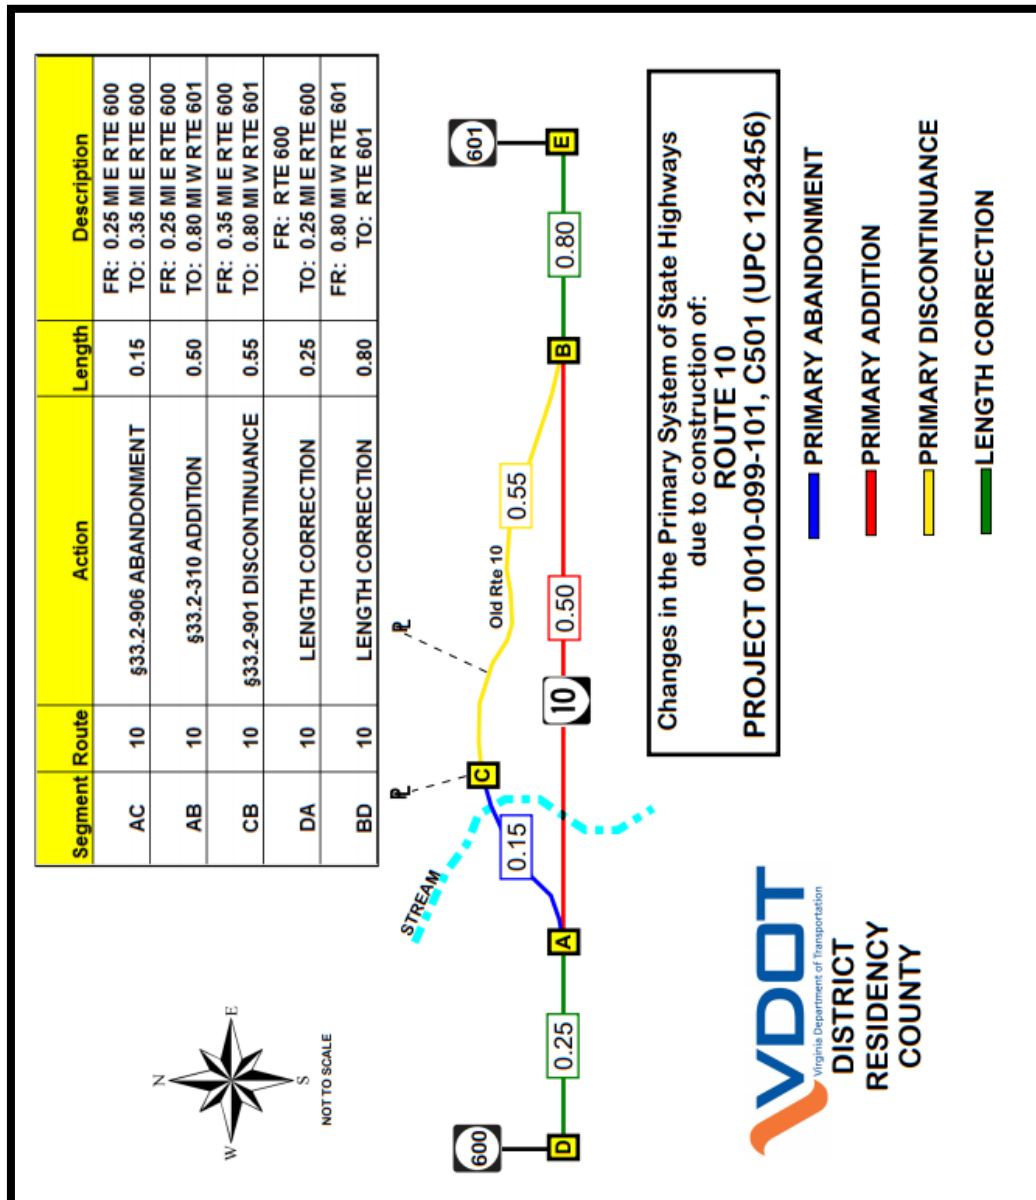 Segment Route Action Length Description
AC 10 §33.2-906 ABANDONMENT 0.15 FR: 0.25 MI E RTE 600
TO: 0.35 MI E RTE 600
AB 10 §33.2-310 ADDITION 0.50 FR: 0.25 MI E RTE 600
TO: 0.80 MI W RTE 601
CB 10 §33.2-901 DISCONTINUANCE 0.55 FR: 0.35 MI E RTE 600
TO: 0.80 MI W RTE 601
DA 10 LENGTH CORRECTION 0.25 FR: RTE 600
TO: 0.25 MI E RTE 600
BD 10 LENGTH CORRECTION 0.80 FR: 0.80 MI W RTE 601
TO: RTE 601
N
W
E
S
NOT TO SCALE
STREAM
PL
PL
Old Rte 10
600
601
C
0.15
0.55
D
0.25
A
10
0.50
B
0.80
E
VDOT
Virginia Department of Transportation
DISTRICT
RESIDENCY
COUNTY
Changes in the Primary System of State Highways
due to construction of:
ROUTE 10
PROJECT 0010-099-101, C501 (UPC 123456)
PRIMARY ABANDONMENT
PRIMARY ADDITION
PRIMARY DISCONTINUANCE
LENGTH CORRECTION